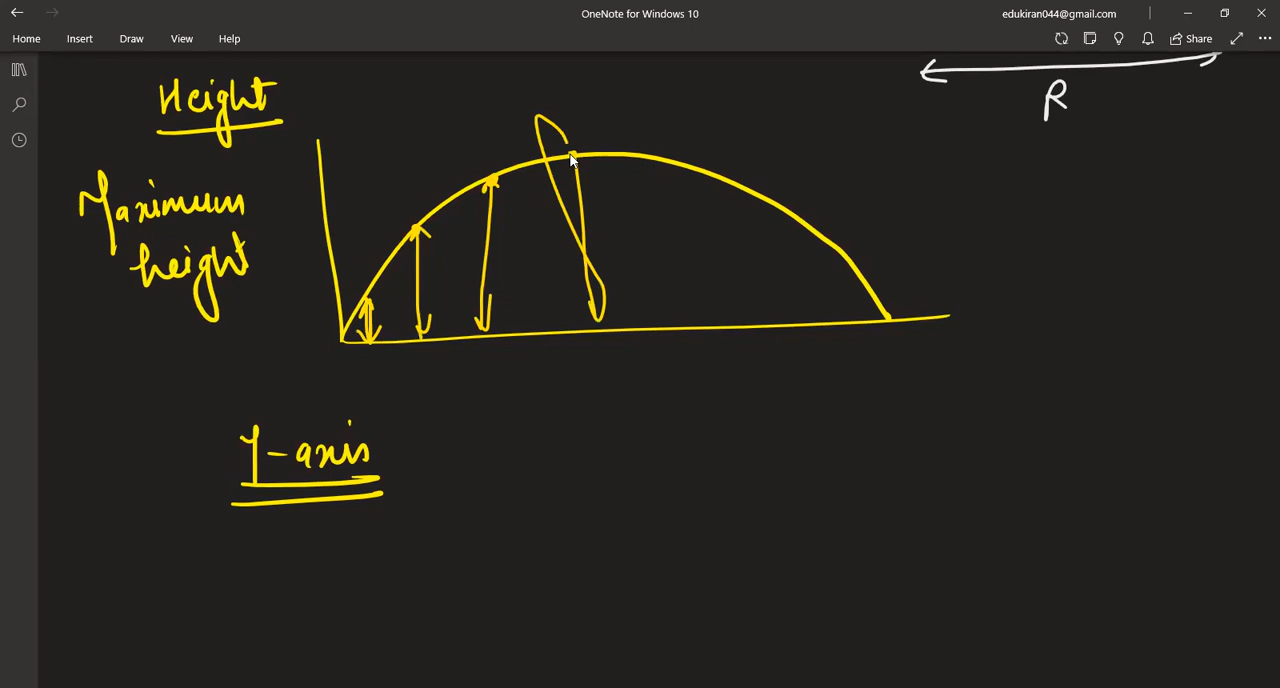 OneNote for Windows 10
edukiran044@gmail.com
Home Insert Draw View Help
Share
Height
R
Maximum
height
Y-axis